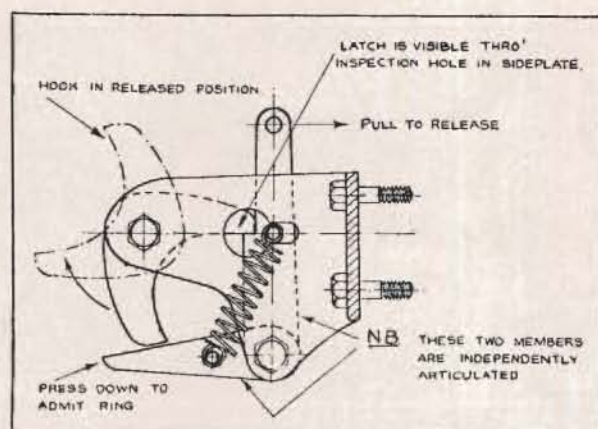 LATCH IS VISIBLE THRO'
INSPECTION HOLE IN SIDEPLATE.
HOOK IN RELEASED POSITION
PULL TO RELEASE
NB THESE TWO MEMBERS
ARE INDEPENDENTLY
ARTICULATED
PRESS DOWN TO
ADMIT RING